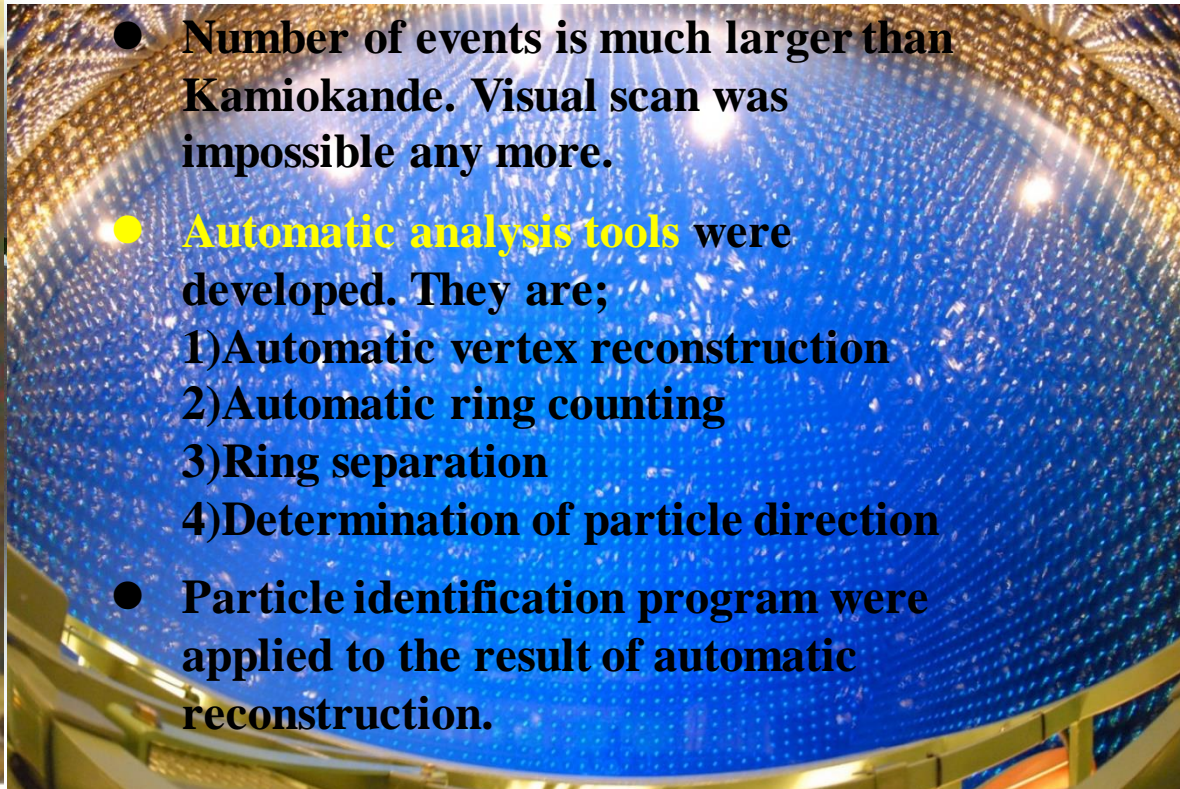 ● Number of events is much larger than
Kamiokande. Visual scan was
impossible any more.
● Automatic analysis tools were
developed. They are;
1)Automatic vertex reconstruction
2)Automatic ring counting
3)Ring separation
4)Determination of particle direction
● Particle identification program were
applied to the result of automatic
reconstruction.